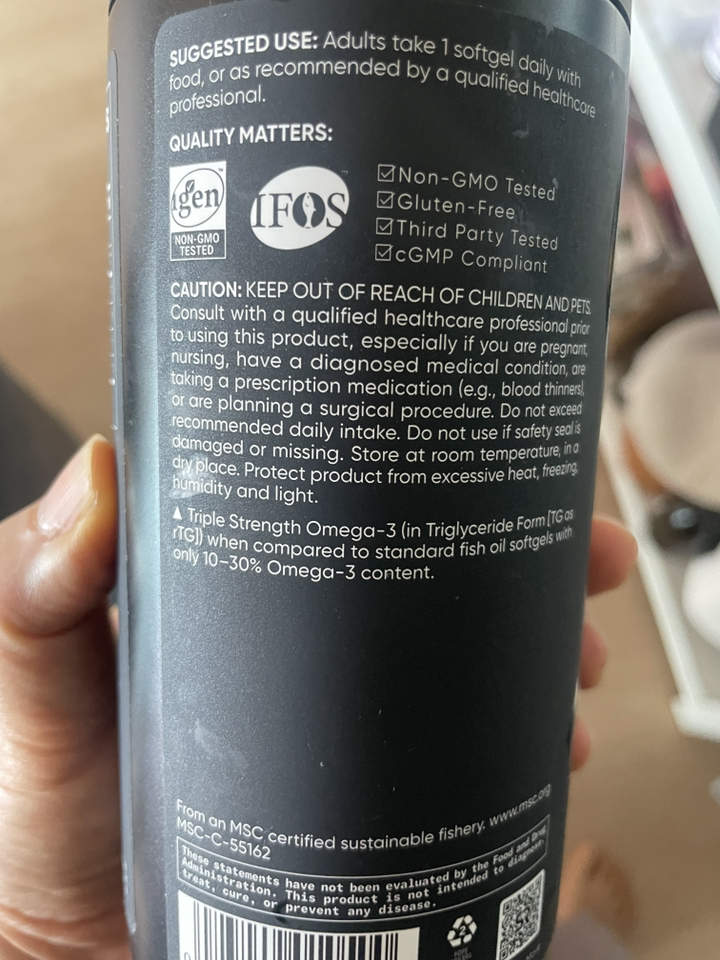 SUGGESTED USE: Adults take 1 softgel daily with
food, or as recommended by a qualified healthcare
professional.
QUALITY MATTERS:
igen
NON-GMO
TESTED
IFOS
Non-GMO Tested
Gluten-Free
Third Party Tested
cGMP Compliant
CAUTION: KEEP OUT OF REACH OF CHILDREN AND PETS.
Consult with a qualified healthcare professional prior
to using this product, especially if you are pregnant,
nursing, have a diagnosed medical condition, are
taking a prescription medication (e.g., blood thinners),
or are planning a surgical procedure. Do not exceed
recommended daily intake. Do not use if safety seal is
damaged or missing. Store at room temperature, in a
dry place. Protect product from excessive heat, freezing,
humidity and light.
▲ Triple Strength Omega-3 (in Triglyceride Form [TG as
rTG]) when compared to standard fish oil softgels with
only 10-30% Omega-3 content.
From an MSC certified sustainable fishery. www.msc.org
MSC-C-55162
These statements have not been evaluated by the Food and Drug
Administration. This product is not intended to diagnose,
treat, cure, or prevent any disease.